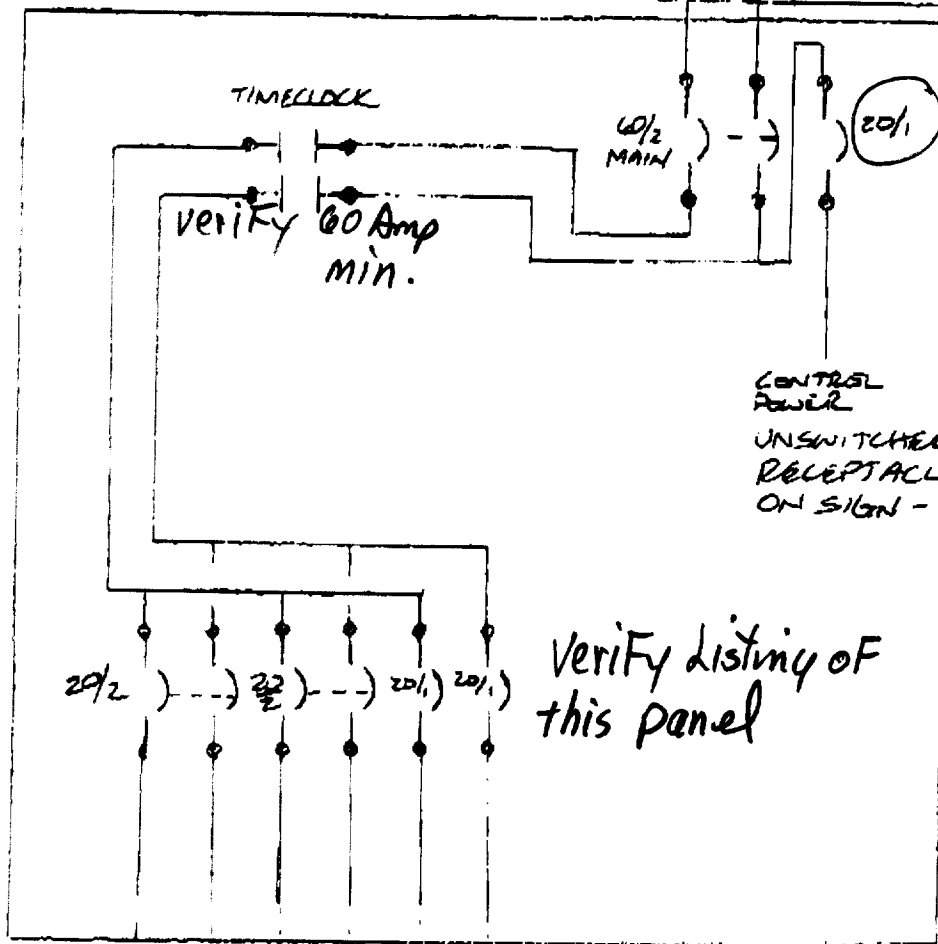 TIMECLOCK
60/2
MAIN
20/1
verify 60 Amp
min.
CONTROL
POWER
UNSWITCHED
RECEPTACL
ON SIGN -
20/2
20/1
20/1
Verify Listing of
this panel